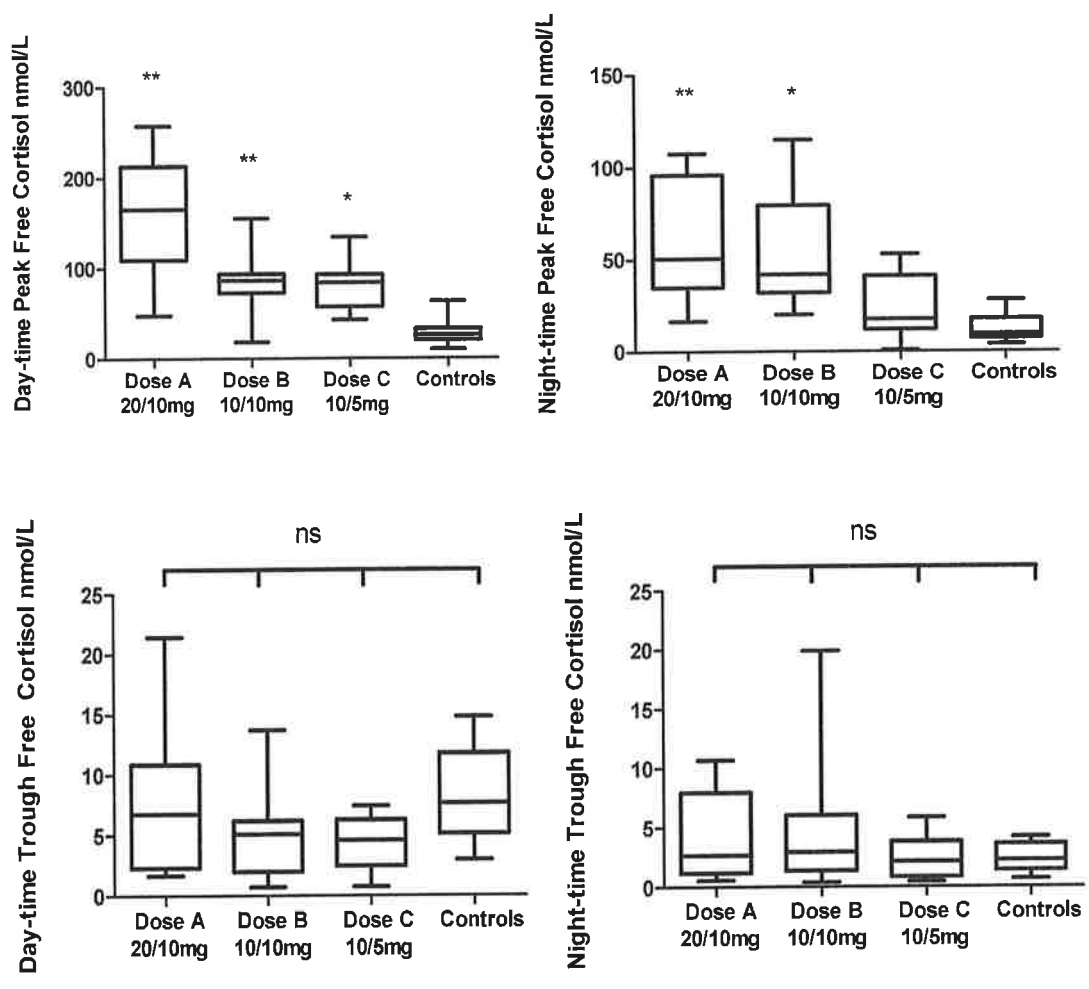 Day-time Peak Free Cortisol nmol/L
300
200
100
0
**
**
*
Dose A
20/10mg
Dose B
10/10mg
Dose C
10/5mg
Controls
Night-time Peak Free Cortisol nmol/L
150
100
50
0
**
*
Dose A
20/10mg
Dose B
10/10mg
Dose C
10/5mg
Controls
Day-time Trough Free Cortisol nmol/L
ns
25
20
15
10
5
0
Dose A
20/10mg
Dose B
10/10mg
Dose C
10/5mg
Controls
Night-time Trough Free Cortisol nmol/L
ns
25
20
15
10
5
0
Dose A
20/10mg
Dose B
10/10mg
Dose C
10/5mg
Controls